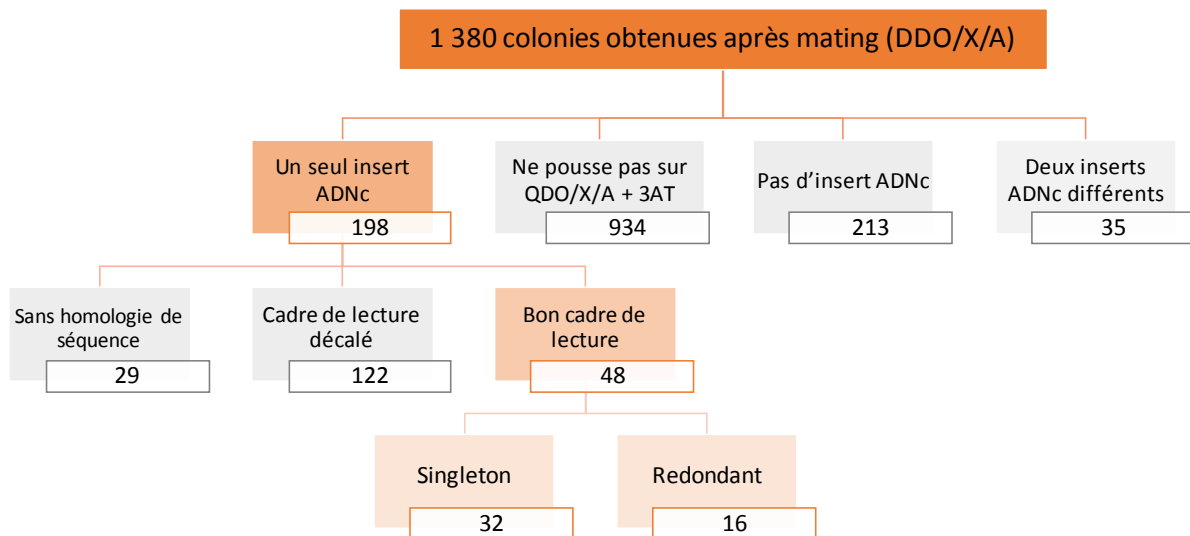 1 380 colonies obtenues après mating (DDO/X/A)
Un seul insert
ADNc
198
Ne pousse pas sur
QDO/X/A + 3AT
934
Pas d'insert ADNc
213
Deux inserts
ADNc différents
35
Sans homologie de
séquence
29
Cadre de lecture
décalé
122
Bon cadre de
lecture
48
Singleton
32
Redondant
16